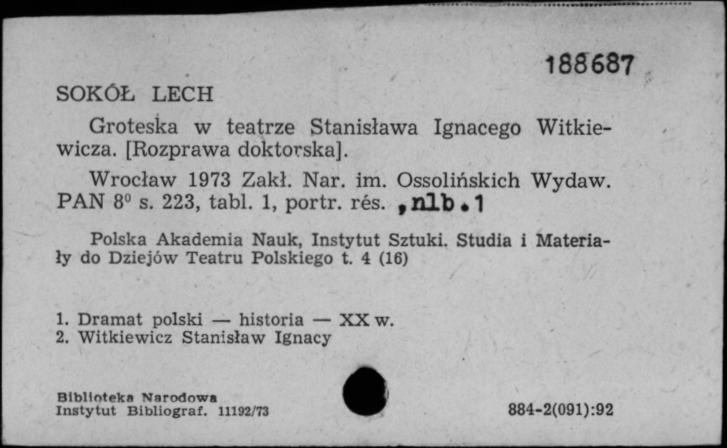 188687
SOKÓŁ LECH
Groteska w teatrze Stanisława Ignacego Witkie-
wicza. [Rozprawa doktorska].
Wrocław 1973 Zakł. Nar. im. Ossolińskich Wydaw.
PAN 8⁰ s. 223, tabl. 1, portr. rés. ,nlb.1
Polska Akademia Nauk, Instytut Sztuki. Studia i Materia-
ły do Dziejów Teatru Polskiego t. 4 (16)
1. Dramat polski — historia — XX w.
2. Witkiewicz Stanisław Ignacy
Biblioteka Narodowa
Instytut Bibliograf. 11192/73
884-2(091):92